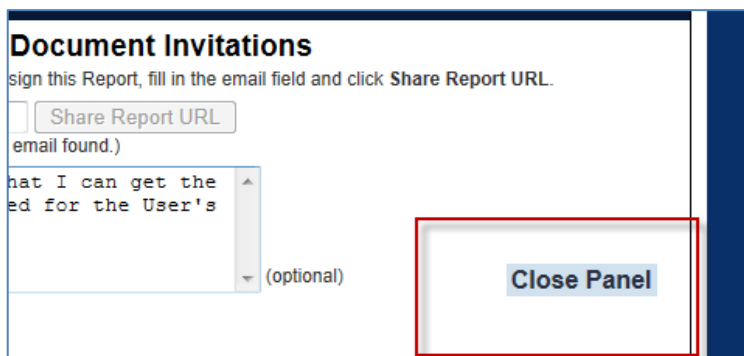 Document Invitations
sign this Report, fill in the email field and click Share Report URL.
Share Report URL
email found.)
hat I can get the
ed for the User's
(optional)
Close Panel